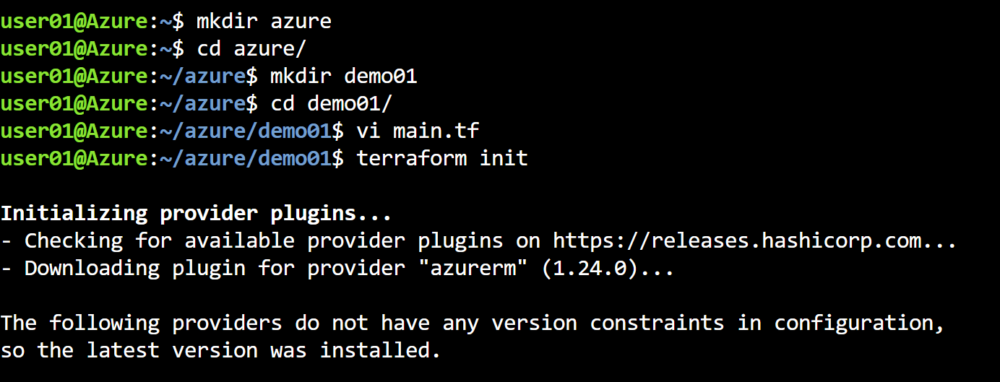 user01@Azure:~$ mkdir azure
user01@Azure:~$ cd azure/
user01@Azure:~/azure$ mkdir demo01
user01@Azure:~/azure$ cd demo01/
user01@Azure:~/azure/demo01$ vi main.tf
user01@Azure:~/azure/demo01$ terraform init
Initializing provider plugins...
- Checking for available provider plugins on https://releases.hashicorp.com...
- Downloading plugin for provider "azurerm" (1.24.0)...
The following providers do not have any version constraints in configuration,
so the latest version was installed.